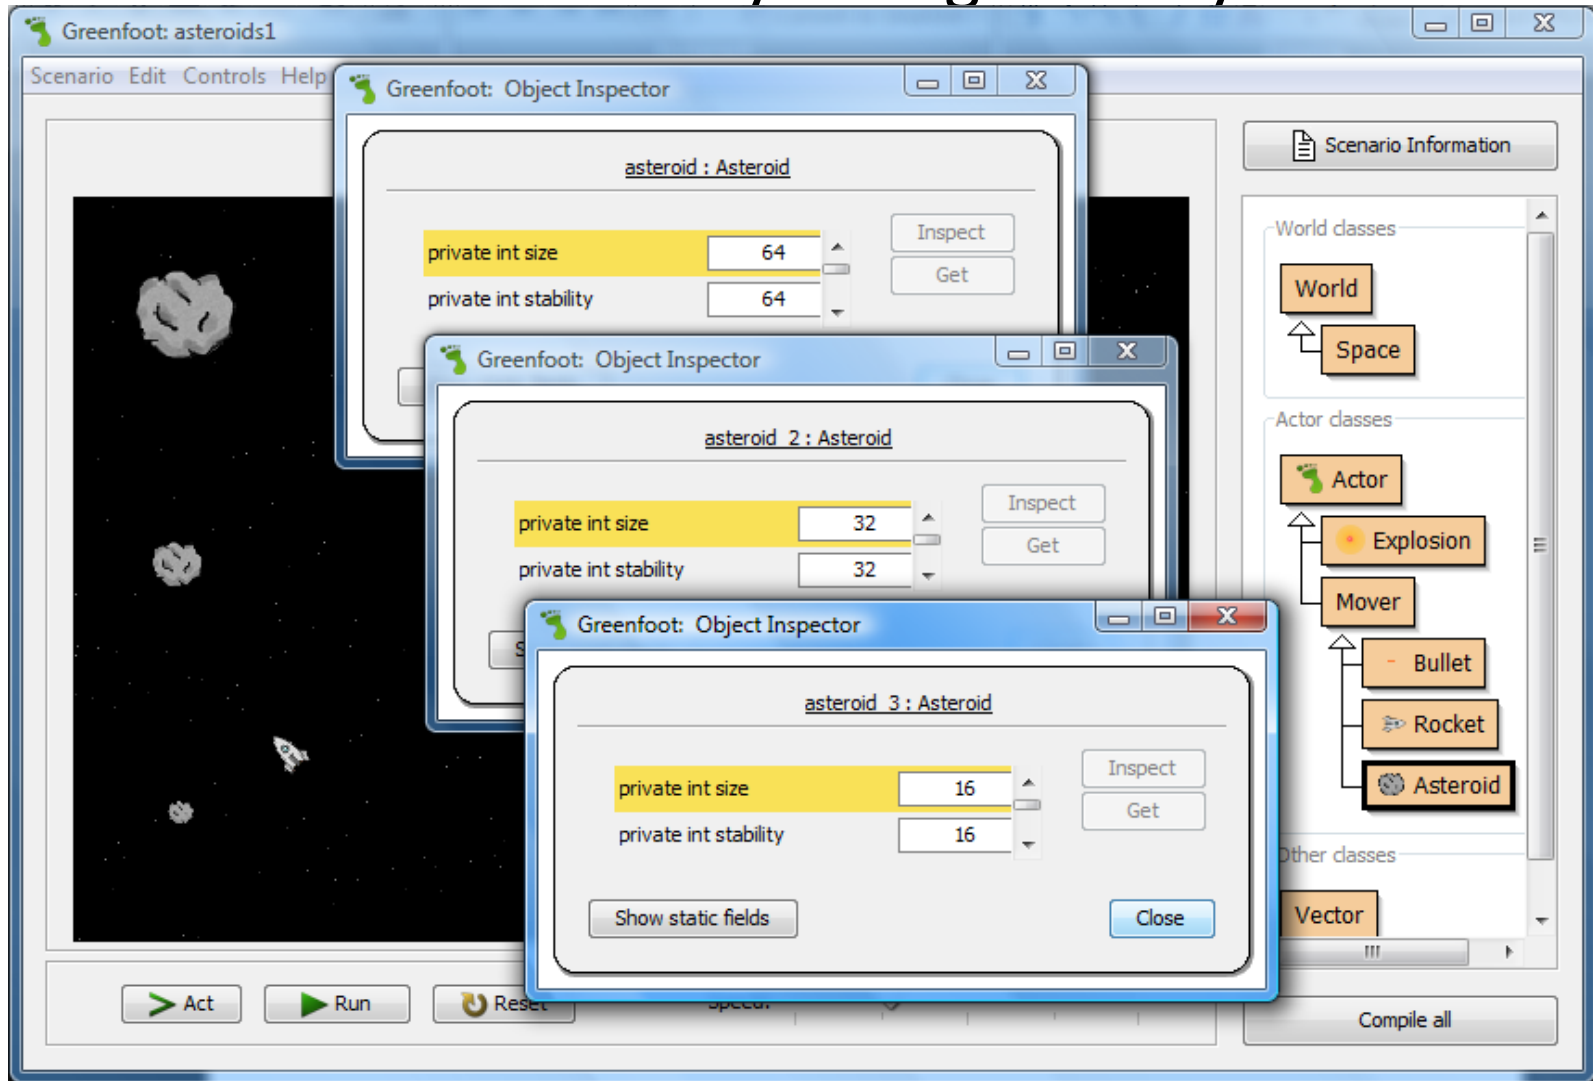 Greenfoot: asteroids1
Scenario Edit Controls Help
Greenfoot: Object Inspector
asteroid : Asteroid
private int size 64
private int stability 64
Inspect
Get
Greenfoot: Object Inspector
asteroid_2 : Asteroid
private int size 32
private int stability 32
Inspect
Get
Greenfoot: Object Inspector
asteroid_3 : Asteroid
private int size 16
private int stability 16
Inspect
Get
Show static fields
Close
Scenario Information
World classes
World
Space
Actor classes
Actor
Explosion
Mover
Bullet
Rocket
Asteroid
Other classes
Vector
Act
Run
Reset
Speed:
Compile all